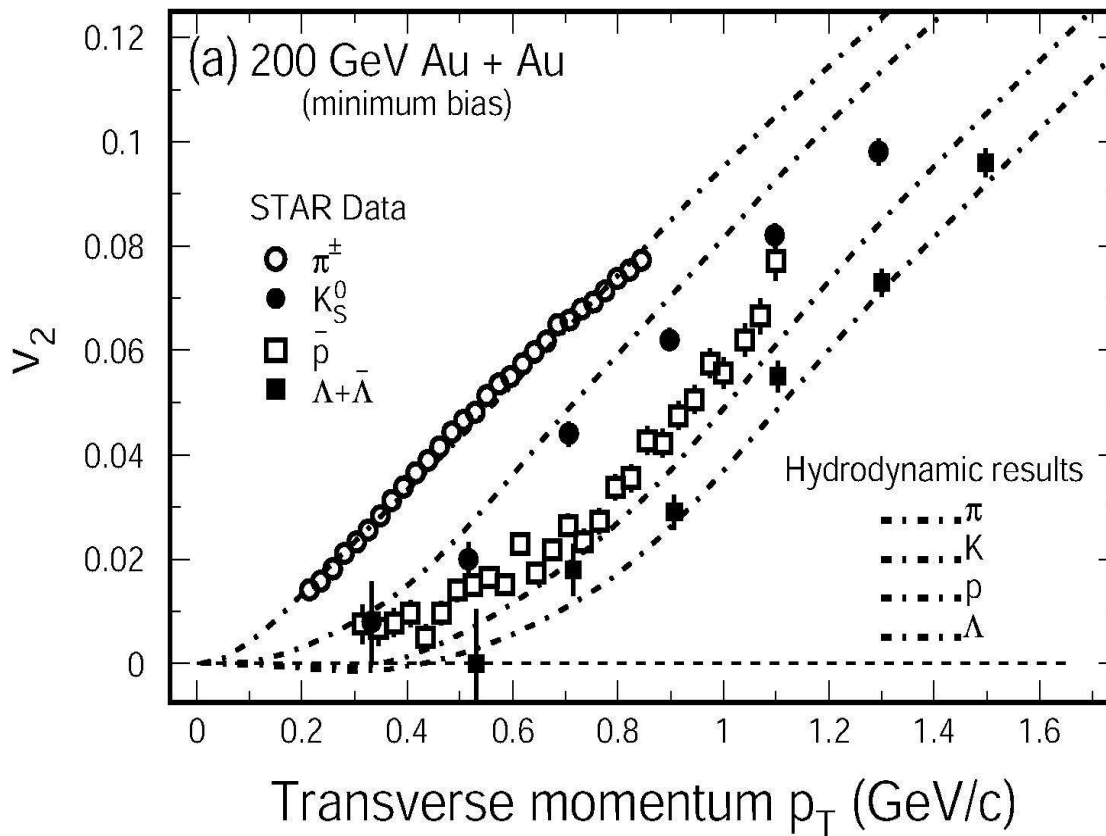 (a) 200 GeV Au + Au
(minimum bias)
STAR Data
π±
K⁰S
p̄
Λ+Λ̄
Hydrodynamic results
π
K
p
Λ
v₂
0.12
0.1
0.08
0.06
0.04
0.02
0
0 0.2 0.4 0.6 0.8 1 1.2 1.4 1.6
Transverse momentum p_T (GeV/c)